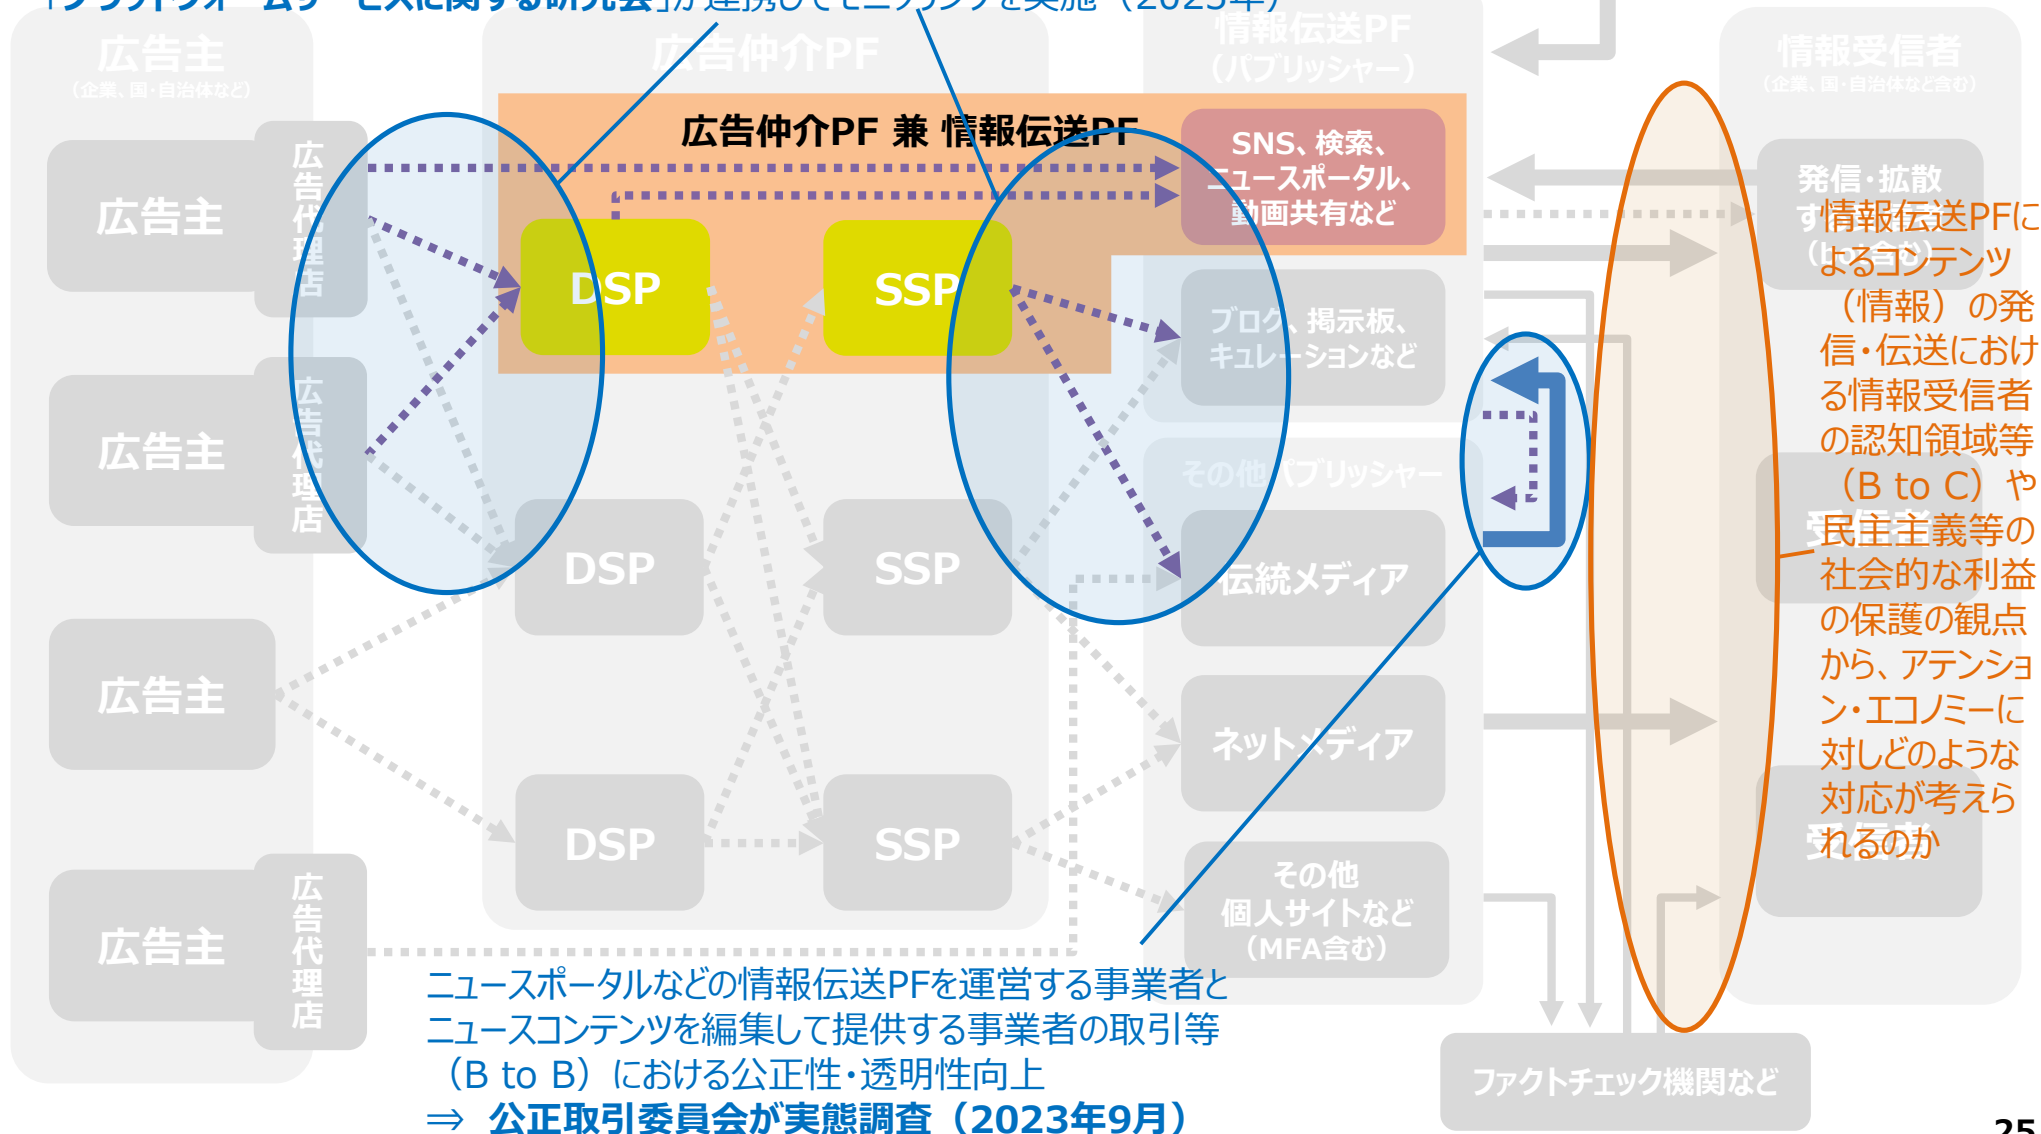 「プラットフォームサービスに関する研究会」が連携してモニタリングを実施（2023年）
広告主
（企業、国・自治体など）
広告仲介PF
情報伝送PF
（パブリッシャー）
情報受信者
（企業、国・自治体など含む）
広告仲介PF 兼 情報伝送PF
SNS、検索、
ニュースポータル、
動画共有など
広告主
広告代理店
DSP
SSP
ブログ、掲示板、
キュレーションなど
発信・拡散
（bot含む）
広告主
広告代理店
その他パブリッシャー
DSP
SSP
伝統メディア
受信者
広告主
ネットメディア
DSP
SSP
その他
個人サイトなど
（MFA含む）
受信者
広告主
広告代理店
情報伝送PFに
よるコンテンツ
（情報）の発
信・伝送におけ
る情報受信者
の認知領域等
（B to C）や
民主主義等の
社会的な利益
の保護の観点
から、アテンショ
ン・エコノミーに
対しどのような
対応が考えら
れるのか
ニュースポータルなどの情報伝送PFを運営する事業者と
ニュースコンテンツを編集して提供する事業者の取引等
（B to B）における公正性・透明性向上
⇒ 公正取引委員会が実態調査（2023年9月）
ファクトチェック機関など
25